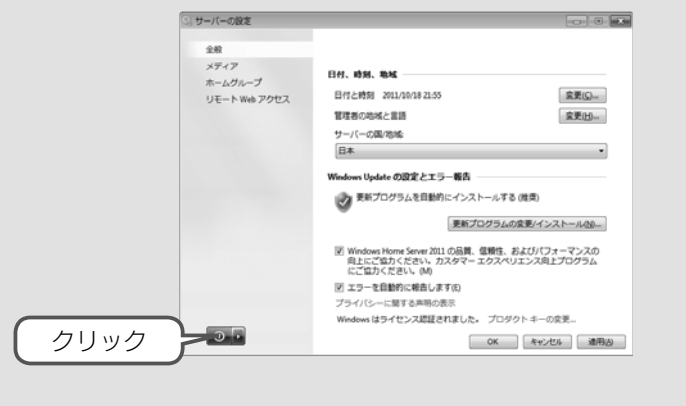 サーバーの設定
全般
メディア
ホームグループ
リモート Web アクセス
日付、時刻、地域
日付と時刻 2011/10/18 21:55
変更(C)...
管理者の地域と言語
変更(H)...
サーバーの国/地域:
日本
Windows Update の設定とエラー報告
更新プログラムを自動的にインストールする (推奨)
更新プログラムの変更/インストール(N)...
Windows Home Server 2011 の品質、信頼性、およびパフォーマンスの
向上にご協力ください。カスタマー エクスペリエンス向上プログラム
にご協力ください。(M)
エラーを自動的に報告します(E)
プライバシーに関する声明の表示
Windows はライセンス認証されました。 プロダクト キーの変更...
クリック
OK キャンセル 適用(A)